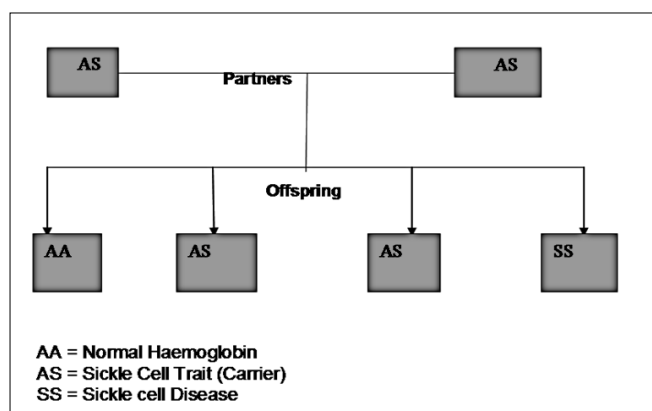 AS
AS
Partners
Offspring
AA
AS
AS
SS
AA = Normal Haemoglobin
AS = Sickle Cell Trait (Carrier)
SS = Sickle cell Disease